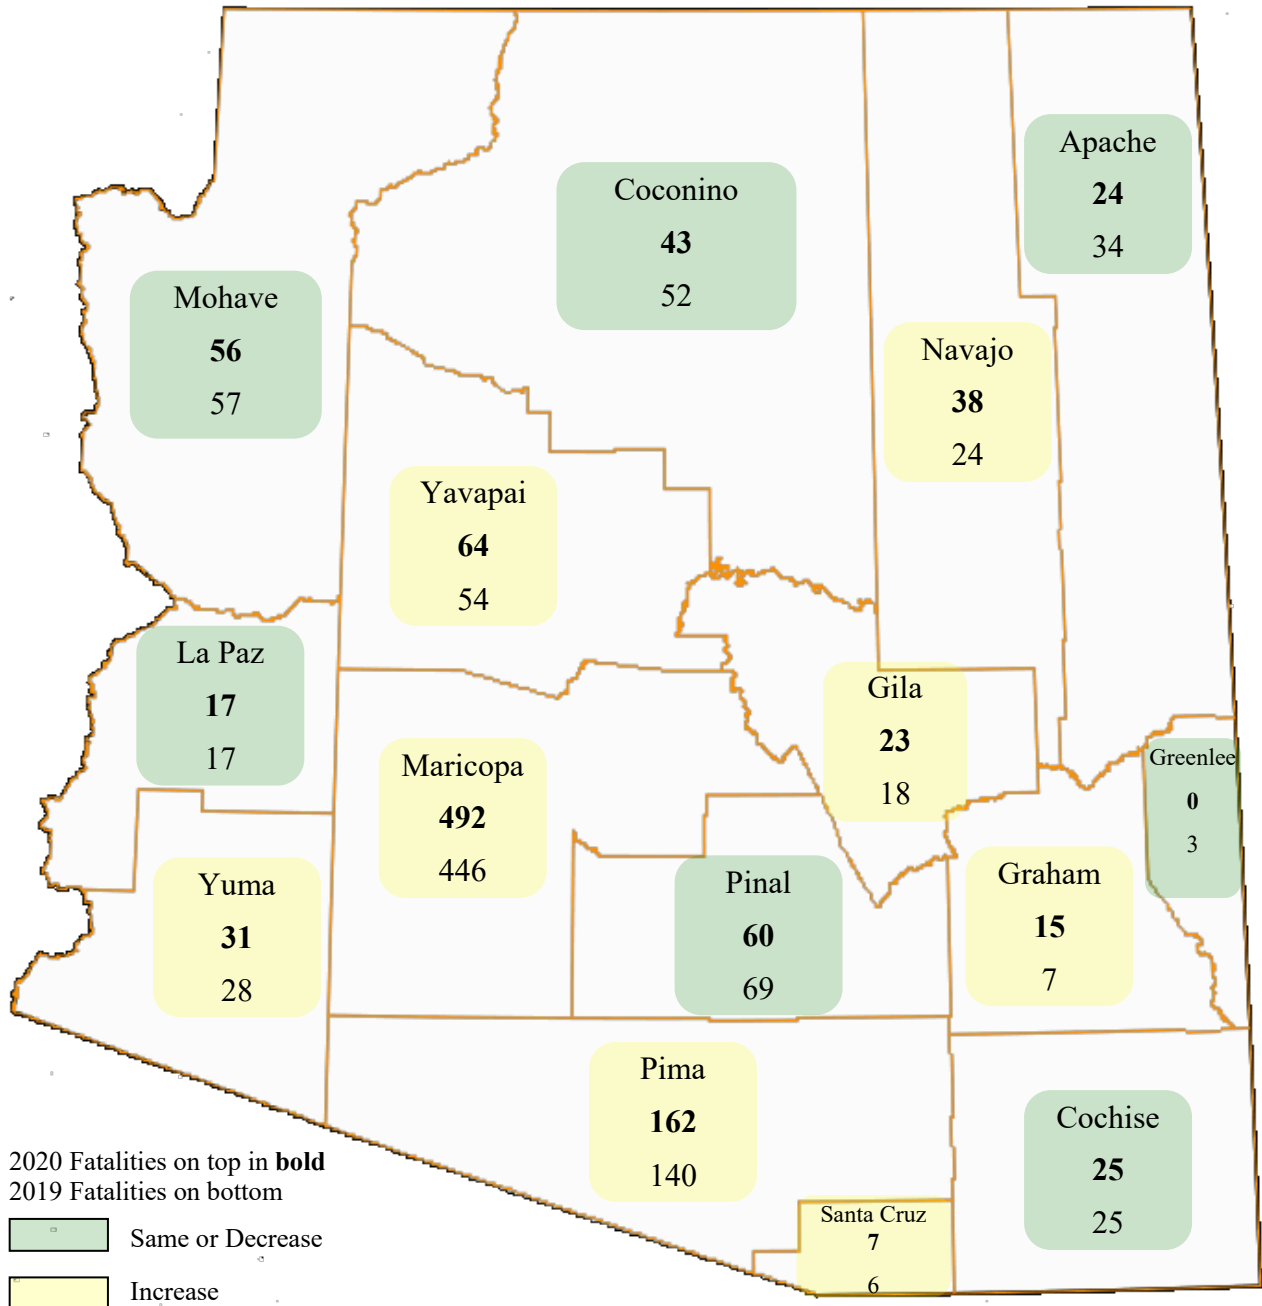 Apache
24
34
Coconino
43
52
Mohave
56
57
Navajo
38
24
Yavapai
64
54
La Paz
17
17
Gila
23
18
Maricopa
492
446
Greenlee
0
3
Yuma
31
28
Pinal
60
69
Graham
15
7
Pima
162
140
Cochise
25
25
Santa Cruz
7
6
2020 Fatalities on top in bold
2019 Fatalities on bottom
Same or Decrease
Increase